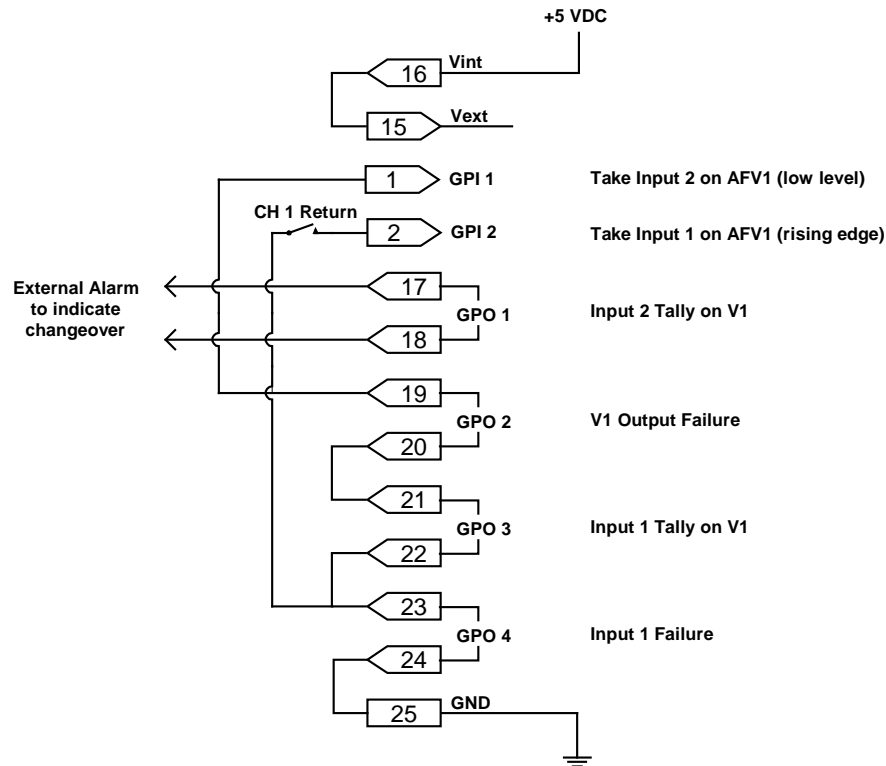 +5 VDC
16 Vint
15 Vext
1 GPI 1 Take Input 2 on AFV1 (low level)
CH 1 Return
2 GPI 2 Take Input 1 on AFV1 (rising edge)
External Alarm
to indicate
changeover
17
GPO 1 Input 2 Tally on V1
18
19
GPO 2 V1 Output Failure
20
21
GPO 3 Input 1 Tally on V1
22
23
GPO 4 Input 1 Failure
24
25 GND